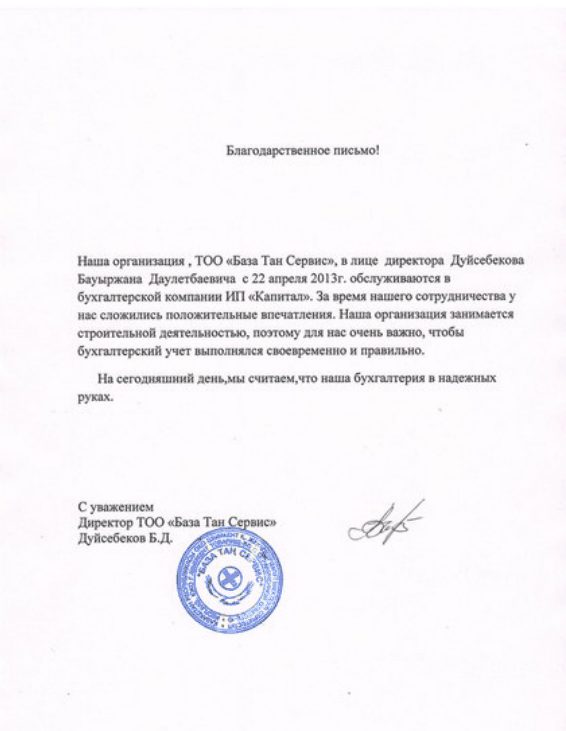 Благодарственное письмо!
Наша организация , ТОО «База Тан Сервис», в лице директора Дуйсебекова
Бауыржана Даулетбаевича с 22 апреля 2013г. обслуживаются в
бухгалтерской компании ИП «Капитал». За время нашего сотрудничества у
нас сложились положительные впечатления. Наша организация занимается
строительной деятельностью, поэтому для нас очень важно, чтобы
бухгалтерский учет выполнялся своевременно и правильно.
На сегодняшний день,мы считаем,что наша бухгалтерия в надежных
руках.
С уважением
Директор ТОО «База Тан Сервис»
Дуйсебеков Б.Д.
"БАЗА ТАҢ СЕРВИС"